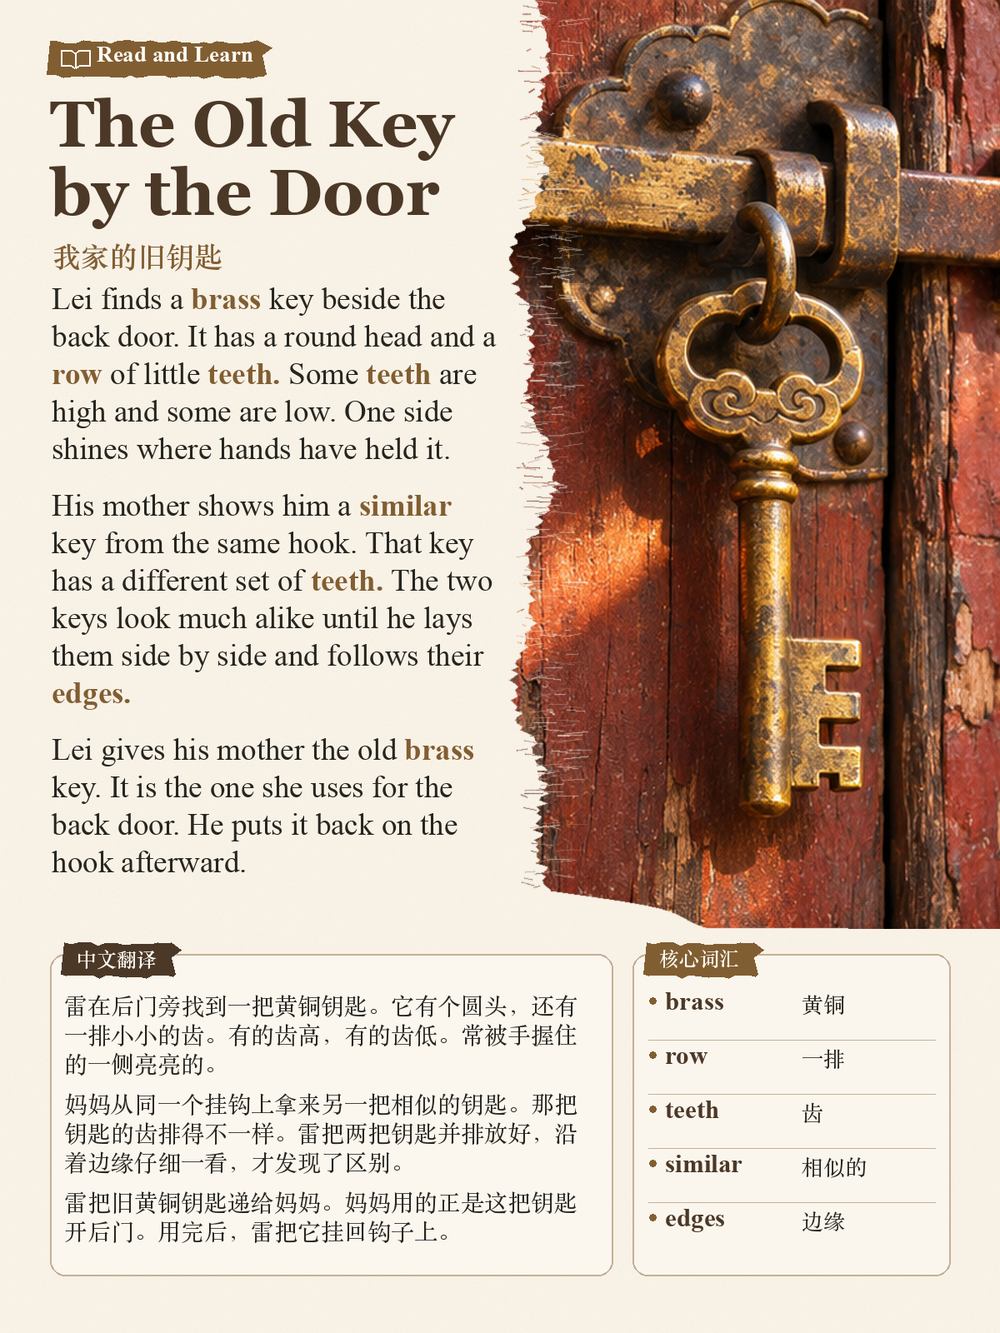 Read and Learn
The Old Key
by the Door
我家的旧钥匙
Lei finds a brass key beside the
back door. It has a round head and a
row of little teeth. Some teeth are
high and some are low. One side
shines where hands have held it.
His mother shows him a similar
key from the same hook. That key
has a different set of teeth. The two
keys look much alike until he lays
them side by side and follows their
edges.
Lei gives his mother the old brass
key. It is the one she uses for the
back door. He puts it back on the
hook afterward.
中文翻译
雷在后门旁找到一把黄铜钥匙。它有个圆头，还有
一排小小的齿。有的齿高，有的齿低。常被手握住
的一侧亮亮的。
妈妈从同一个挂钩上拿来另一把相似的钥匙。那把
钥匙的齿排得不一样。雷把两把钥匙并排放好，沿
着边缘仔细一看，才发现了区别。
雷把旧黄铜钥匙递给妈妈。妈妈用的正是这把钥匙
开后门。用完后，雷把它挂回钩子上。
核心词汇
• brass 黄铜
• row 一排
• teeth 齿
• similar 相似的
• edges 边缘